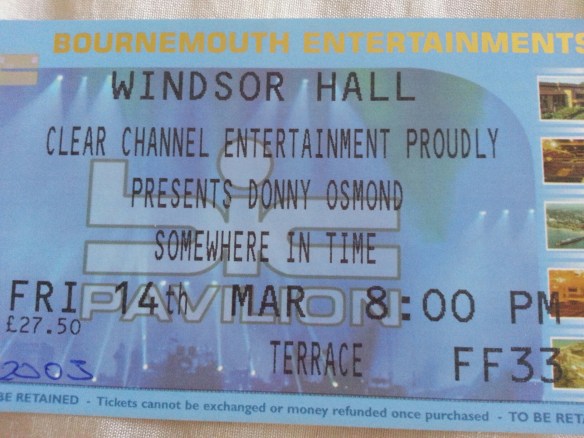 BOURNEMOUTH ENTERTAINMENTS
WINDSOR HALL
CLEAR CHANNEL ENTERTAINMENT PROUDLY
PRESENTS DONNY OSMOND
SOMEWHERE IN TIME
bic
PAVILION
FRI 14th MAR 8:00 PM
£27.50
TERRACE FF33
2003
BE RETAINED - Tickets cannot be exchanged or money refunded once purchased - TO BE RET